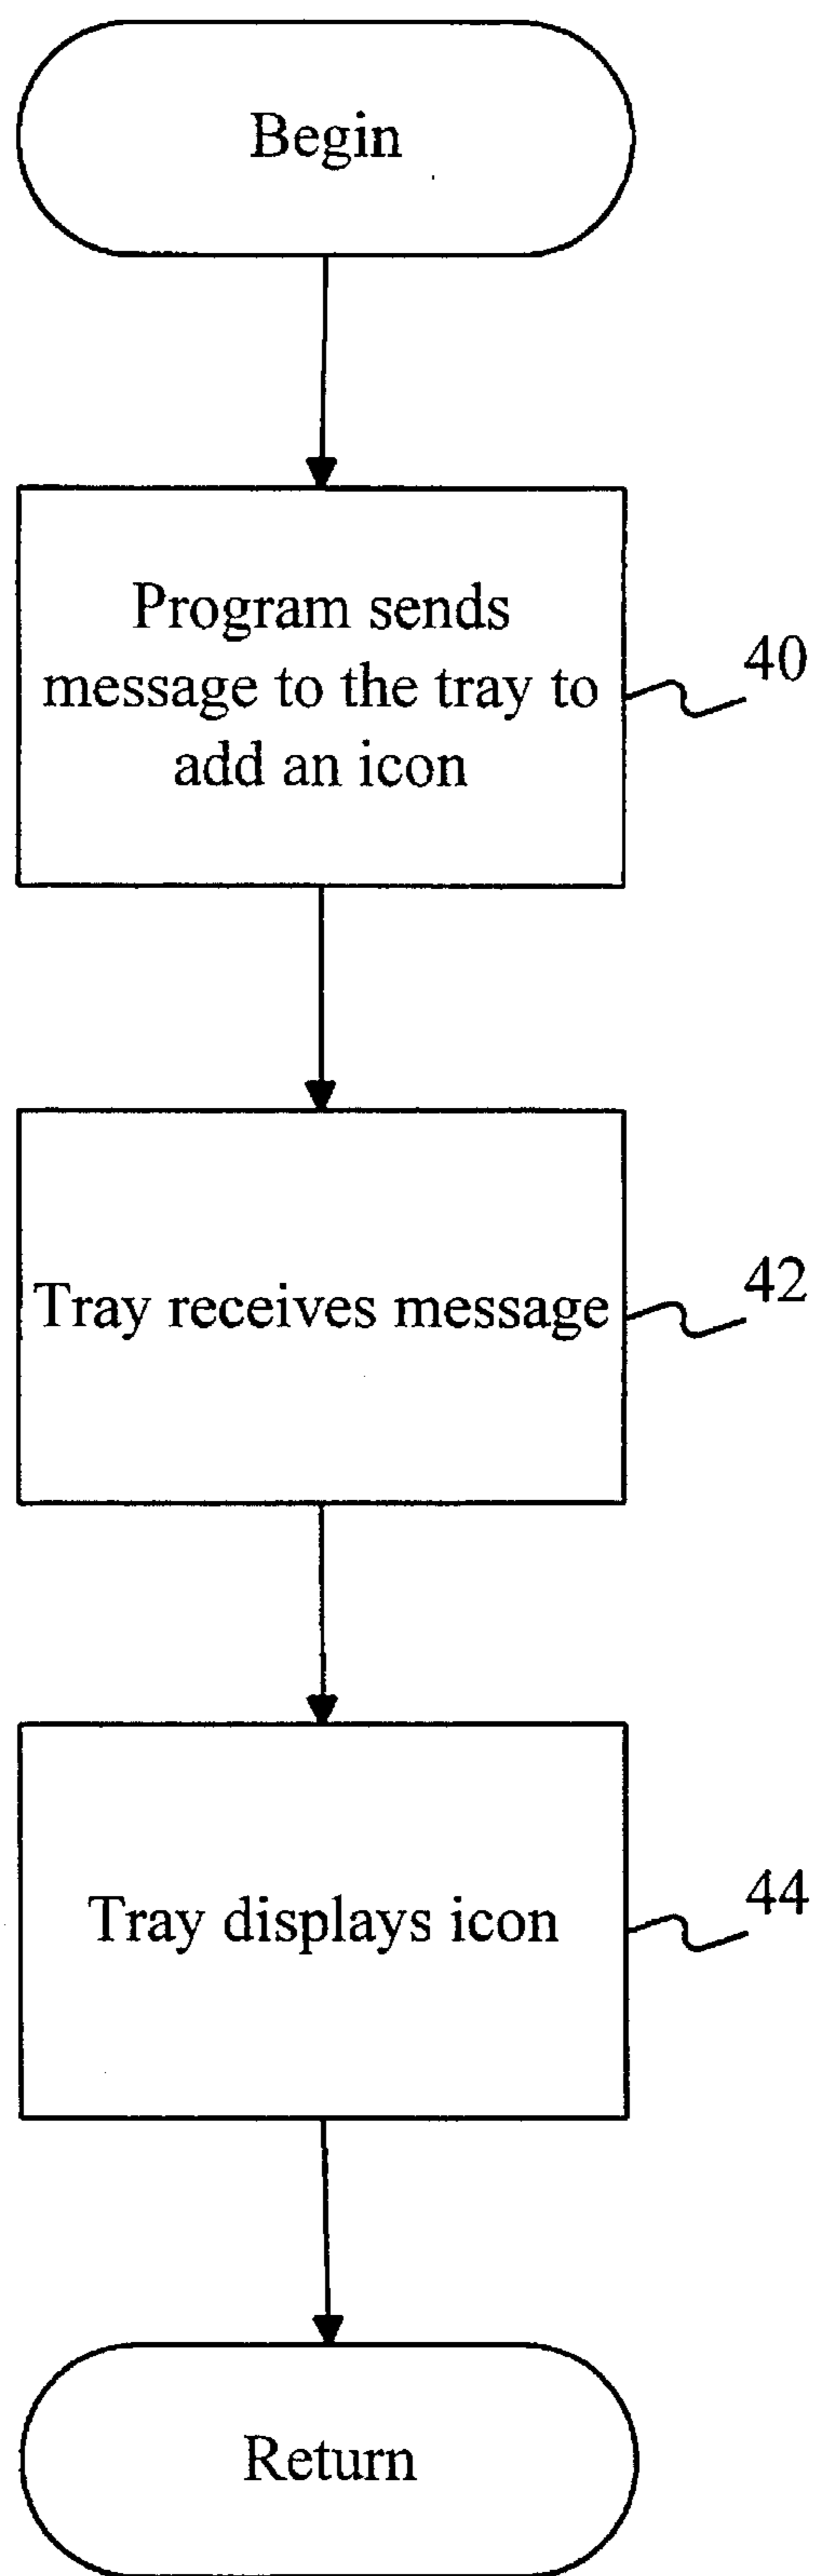 Begin
Program sends
message to the tray to
add an icon
40
Tray receives message
42
Tray displays icon
44
Return